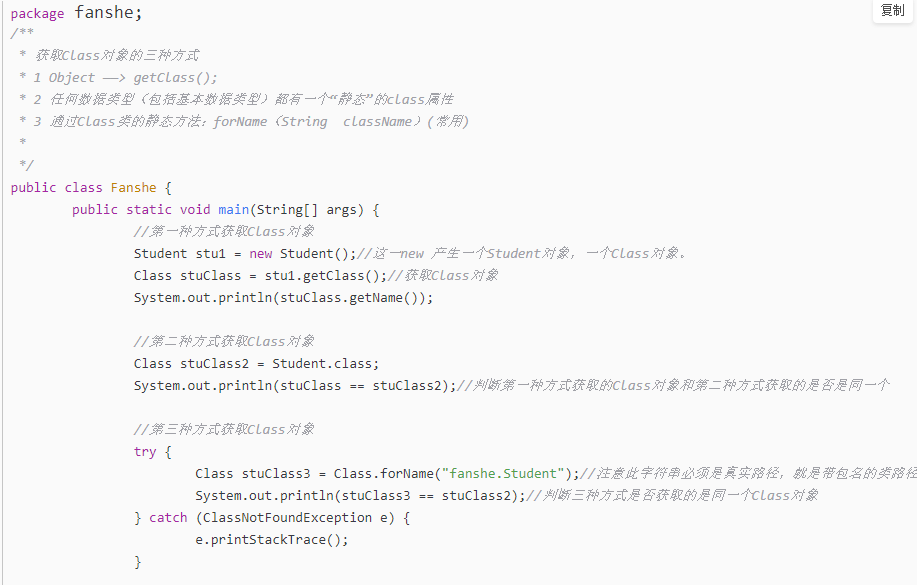 复制
package fanshe;
/**
 * 获取Class对象的三种方式
 * 1 Object ——> getClass();
 * 2 任何数据类型（包括基本数据类型）都有一个“静态”的class属性
 * 3 通过Class类的静态方法：forName（String  className）(常用)
 *
 */
public class Fanshe {
        public static void main(String[] args) {
                //第一种方式获取Class对象
                Student stu1 = new Student();//这一new 产生一个Student对象，一个Class对象。
                Class stuClass = stu1.getClass();//获取Class对象
                System.out.println(stuClass.getName());

                //第二种方式获取Class对象
                Class stuClass2 = Student.class;
                System.out.println(stuClass == stuClass2);//判断第一种方式获取的Class对象和第二种方式获取的是否是同一个

                //第三种方式获取Class对象
                try {
                        Class stuClass3 = Class.forName("fanshe.Student");//注意此字符串必须是真实路径，就是带包名的类路径
                        System.out.println(stuClass3 == stuClass2);//判断三种方式是否获取的是同一个Class对象
                } catch (ClassNotFoundException e) {
                        e.printStackTrace();
                }